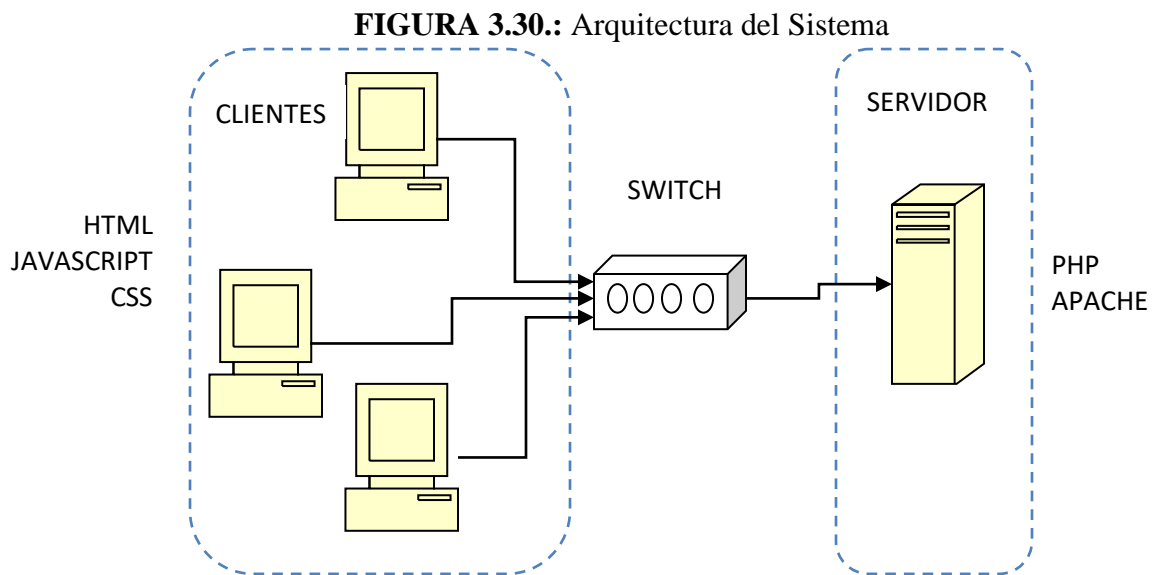 FIGURA 3.30.: Arquitectura del Sistema
CLIENTES
SERVIDOR
SWITCH
HTML
JAVASCRIPT
CSS
PHP
APACHE